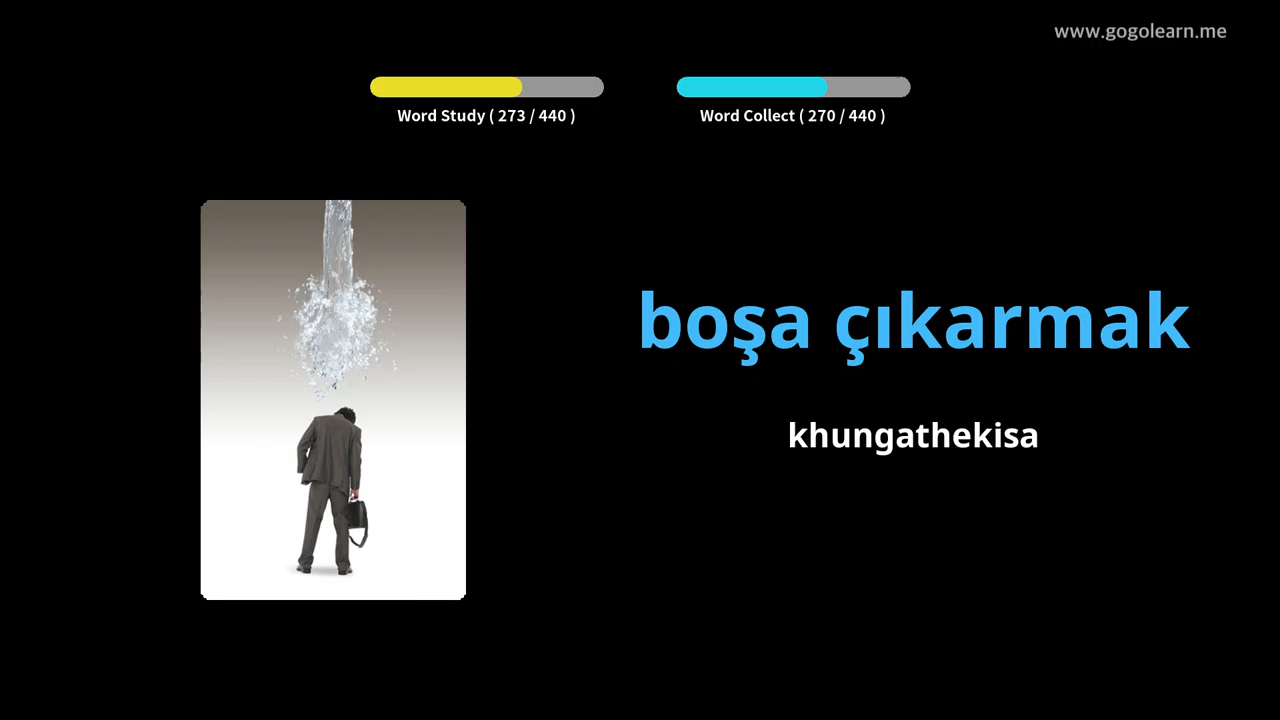 www.gogolearn.me
Word Study ( 273 / 440 )
Word Collect ( 270 / 440 )
boşa çıkarmak
khungathekisa